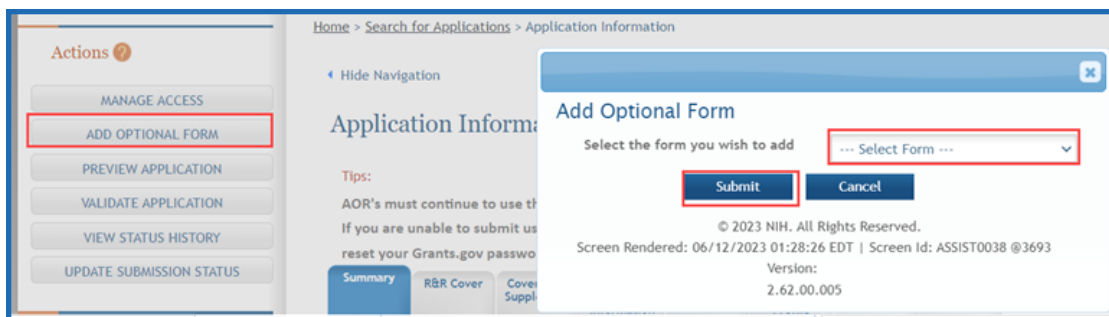 Home > Search for Applications > Application Information
Actions ?
Hide Navigation
MANAGE ACCESS
ADD OPTIONAL FORM
PREVIEW APPLICATION
VALIDATE APPLICATION
VIEW STATUS HISTORY
UPDATE SUBMISSION STATUS
Application Informa
Tips:
AOR's must continue to use th
If you are unable to submit us
reset your Grants.gov passwo
Summary
R&R Cover
Cover
Suppl
Add Optional Form
Select the form you wish to add
--- Select Form ---
Submit
Cancel
© 2023 NIH. All Rights Reserved.
Screen Rendered: 06/12/2023 01:28:26 EDT | Screen Id: ASSIST0038 @3693
Version:
2.62.00.005